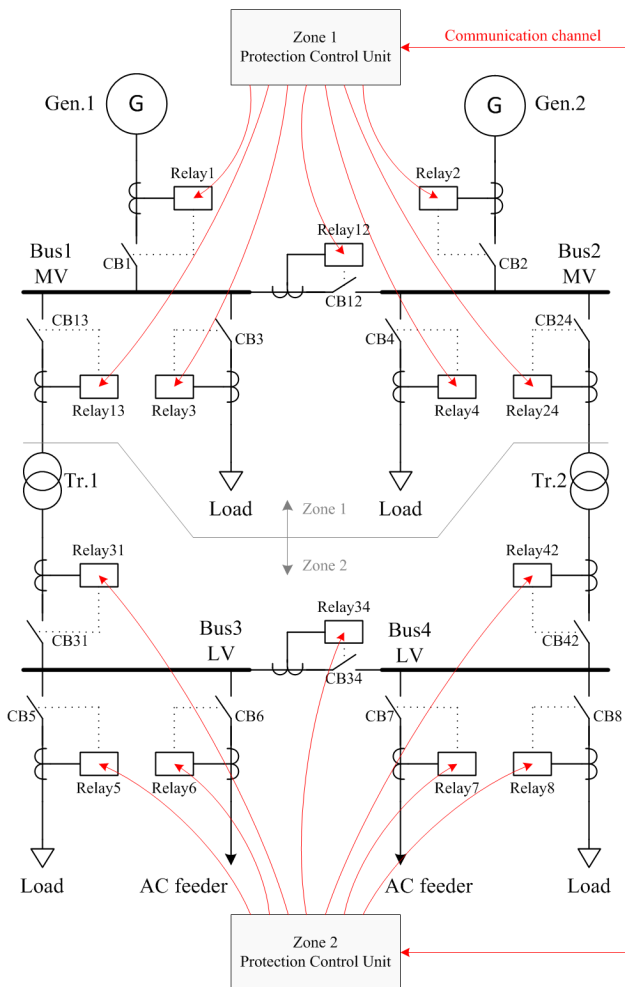 Zone 1
Protection Control Unit
Communication channel
Gen.1
G
G
Gen.2
Relay1
Relay2
Relay12
Bus1
MV
CB1
CB12
CB2
Bus2
MV
CB13
CB3
CB4
CB24
Relay13
Relay3
Relay4
Relay24
Tr.1
Load
Load
Tr.2
Zone 1
Zone 2
Relay31
Relay42
Relay34
CB31
Bus3
LV
Bus4
LV
CB42
CB34
CB5
CB6
CB7
CB8
Relay5
Relay6
Relay7
Relay8
Load
AC feeder
AC feeder
Load
Zone 2
Protection Control Unit